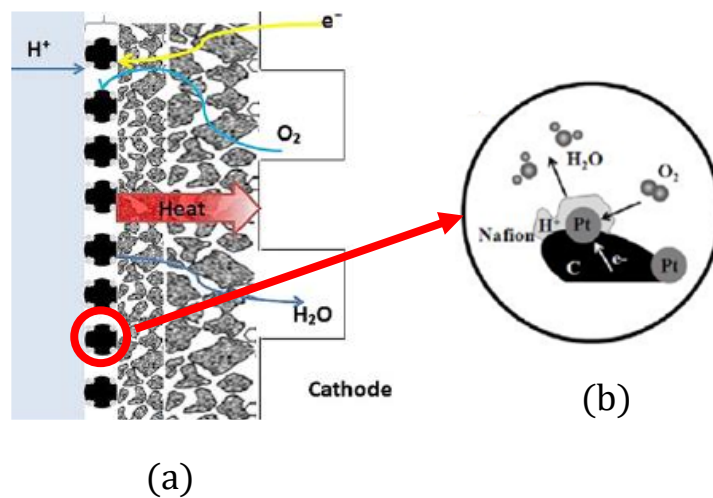 e⁻
H⁺
O₂
Heat
H₂O
Cathode
(a)
H₂O
O₂
Nafion
H⁺
Pt
C
e-
Pt
(b)